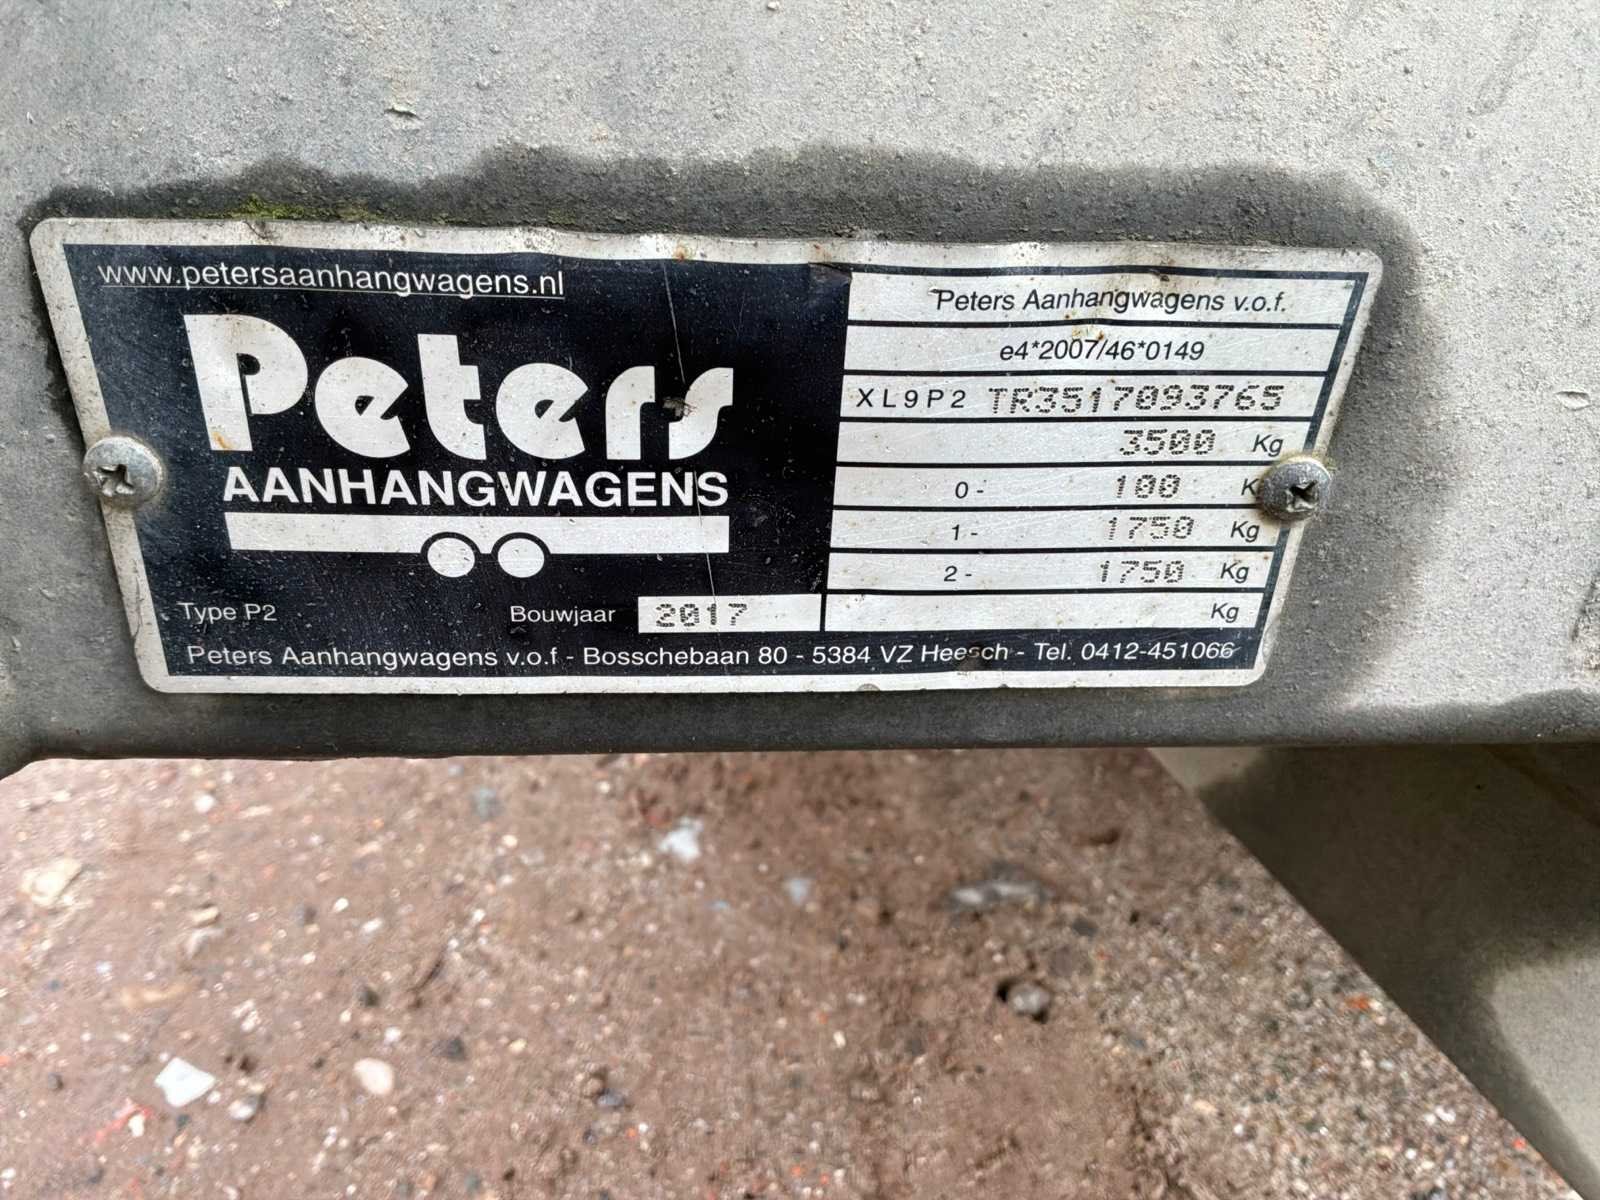 www.petersaanhangwagens.nl
Peters
AANHANGWAGENS
Type P2 Bouwjaar 2017
Peters Aanhangwagens v.o.f.
e4*2007/46*0149
XL9P2 TR3517093765
3500 Kg
0- 100 K
1- 1750 Kg
2- 1750 Kg
Kg
Peters Aanhangwagens v.o.f - Bosschebaan 80 - 5384 VZ Heesch - Tel. 0412-451066